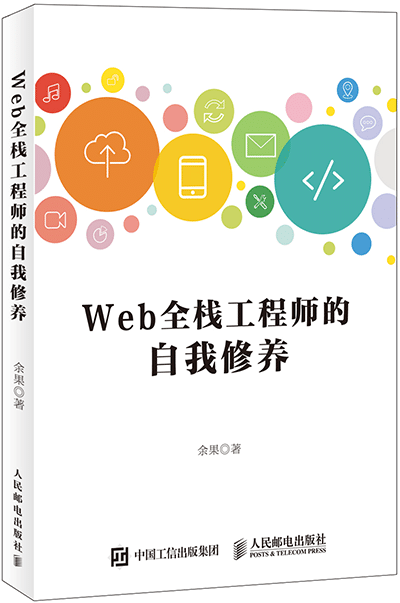 Web全栈工程师的自我修养
余果◎著
人民邮电出版社
Web全栈工程师的
自我修养
余果◎著
中国工信出版集团
人民邮电出版社
POSTS & TELECOM PRESS